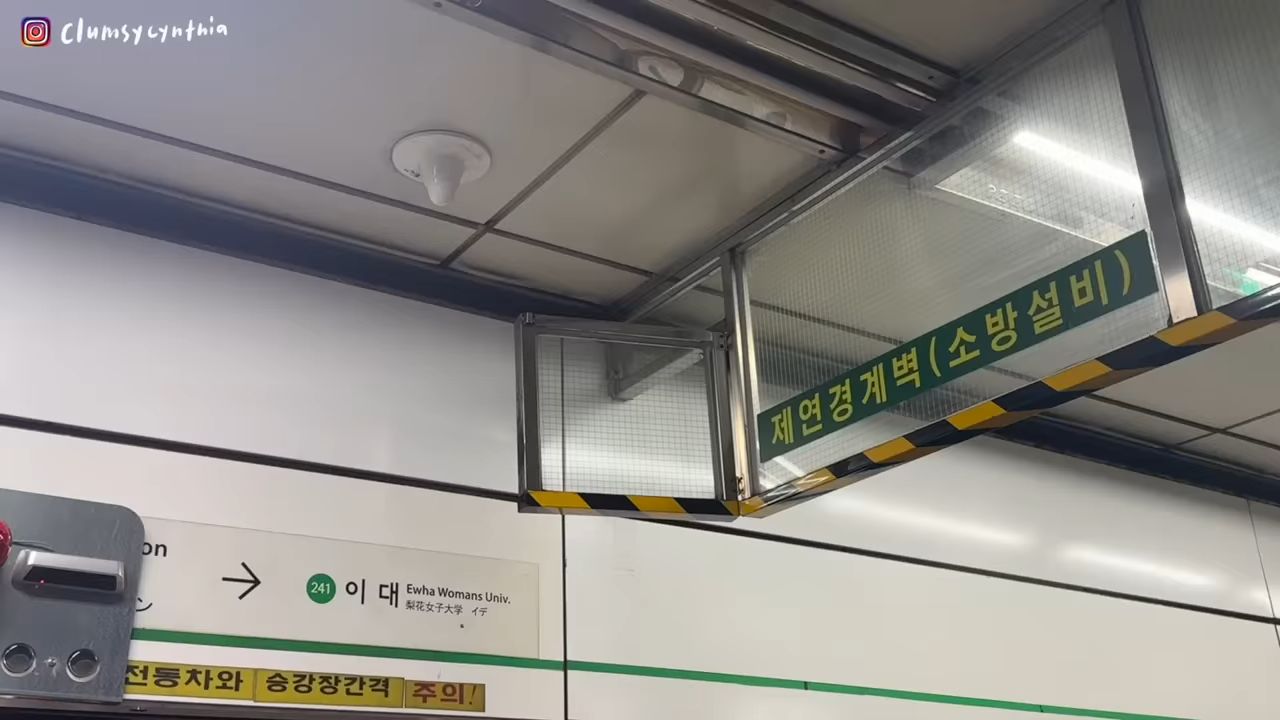 clumsycynthia
제연경계벽(소방설비)
on
241 이대 Ewha Womans Univ.
梨花女子大学 イデ
전동차와 승강장간격 주의!